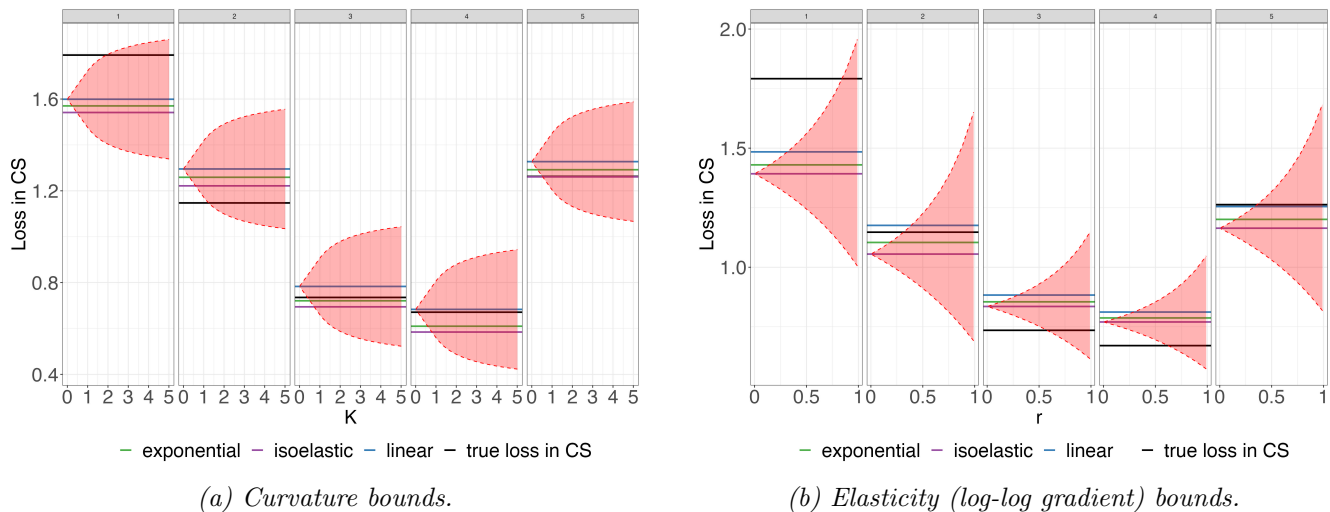 1 2 3 4 5
Loss in CS
1.6
1.2
0.8
0.4
0 1 2 3 4 5 0 1 2 3 4 5 0 1 2 3 4 5 0 1 2 3 4 5 0 1 2 3 4 5
K
exponential isoelastic linear true loss in CS
(a) Curvature bounds.
1 2 3 4 5
Loss in CS
2.0
1.5
1.0
0 0.5 1 0 0.5 1 0 0.5 1 0 0.5 1 0 0.5 1
r
exponential isoelastic linear true loss in CS
(b) Elasticity (log-log gradient) bounds.